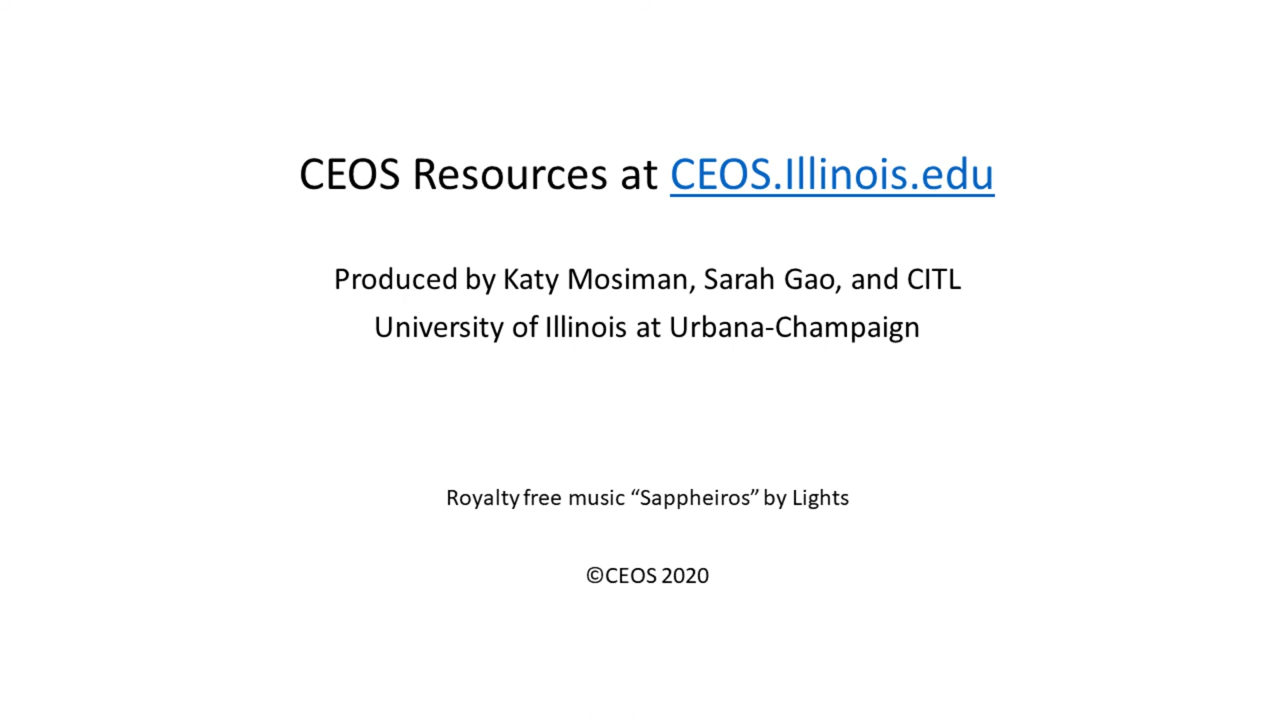 CEOS Resources at CEOS.Illinois.edu
Produced by Katy Mosiman, Sarah Gao, and CITL
University of Illinois at Urbana-Champaign
Royalty free music “Sappheiros” by Lights
©CEOS 2020